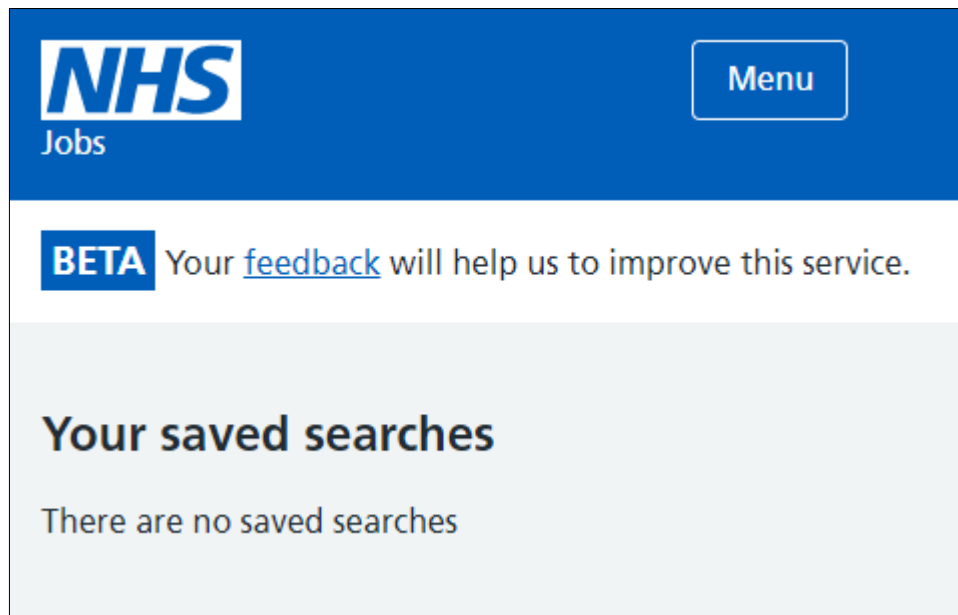 NHS
Jobs
Menu
BETA Your feedback will help us to improve this service.
Your saved searches
There are no saved searches